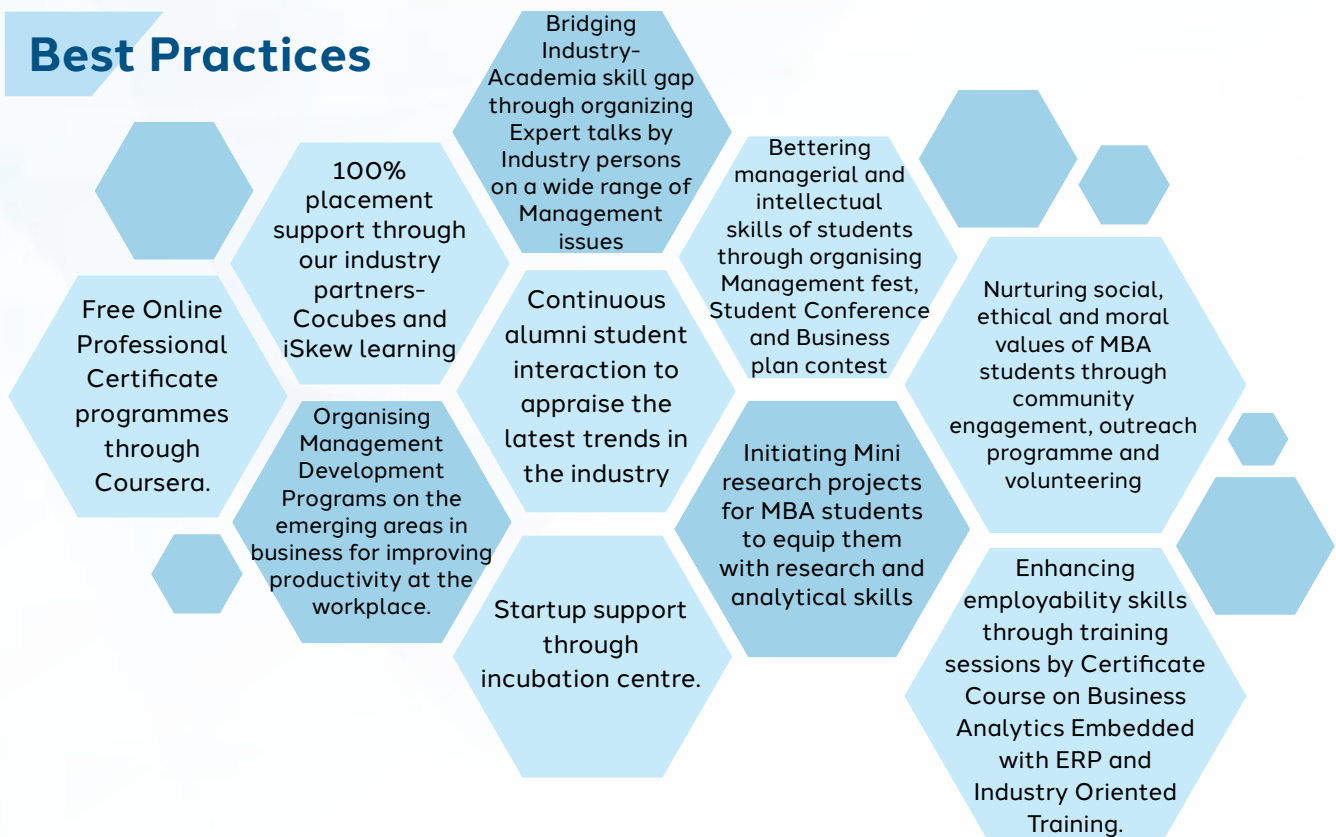 Best Practices
Bridging
Industry-
Academia skill gap
through organizing
Expert talks by
Industry persons
on a wide range of
Management
issues
100%
placement
support through
our industry
partners-
Cocubes and
iSkew learning
Bettering
managerial and
intellectual
skills of students
through organising
Management fest,
Student Conference
and Business
plan contest
Free Online
Professional
Certificate
programmes
through
Coursera.
Continuous
alumni student
interaction to
appraise the
latest trends in
the industry
Nurturing social,
ethical and moral
values of MBA
students through
community
engagement, outreach
programme and
volunteering
Organising
Management
Development
Programs on the
emerging areas in
business for improving
productivity at the
workplace.
Initiating Mini
research projects
for MBA students
to equip them
with research and
analytical skills
Startup support
through
incubation centre.
Enhancing
employability skills
through training
sessions by Certificate
Course on Business
Analytics Embedded
with ERP and
Industry Oriented
Training.